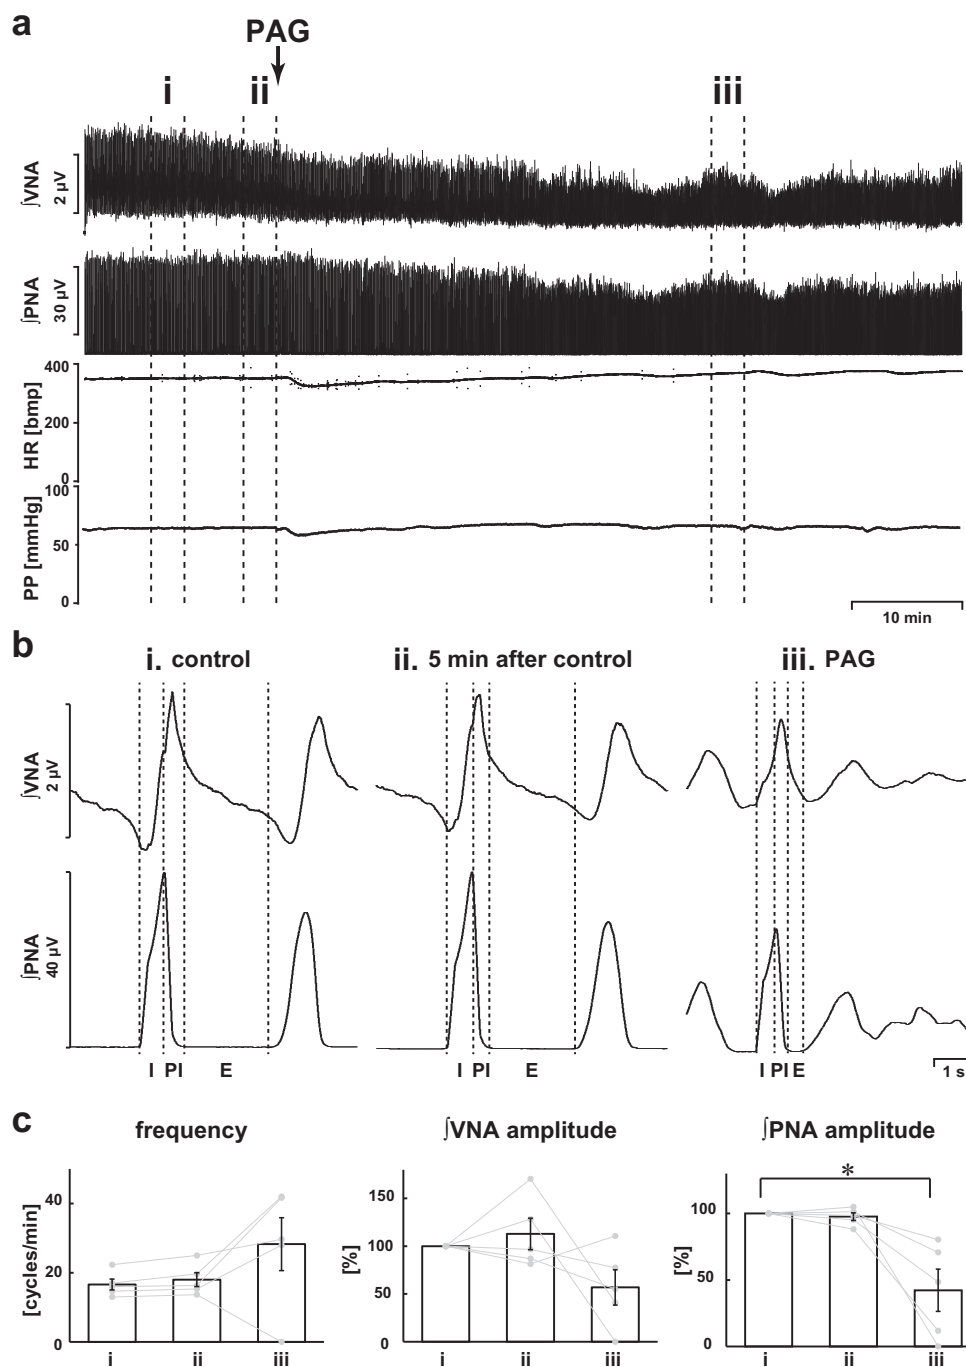 a
PAG
i ii iii
∫VNA
2 µV
∫PNA
30 µV
HR [bmp]
400
200
0
PP [mmHg]
100
50
0
10 min
b
i. control
ii. 5 min after control
iii. PAG
∫VNA
2 µV
∫PNA
40 µV
I PI E
I PI E
I PI E
1 s
c
frequency
[cycles/min]
40
20
0
i ii iii
∫VNA amplitude
[%]
150
100
50
0
i ii iii
∫PNA amplitude
*
[%]
100
50
0
i ii iii